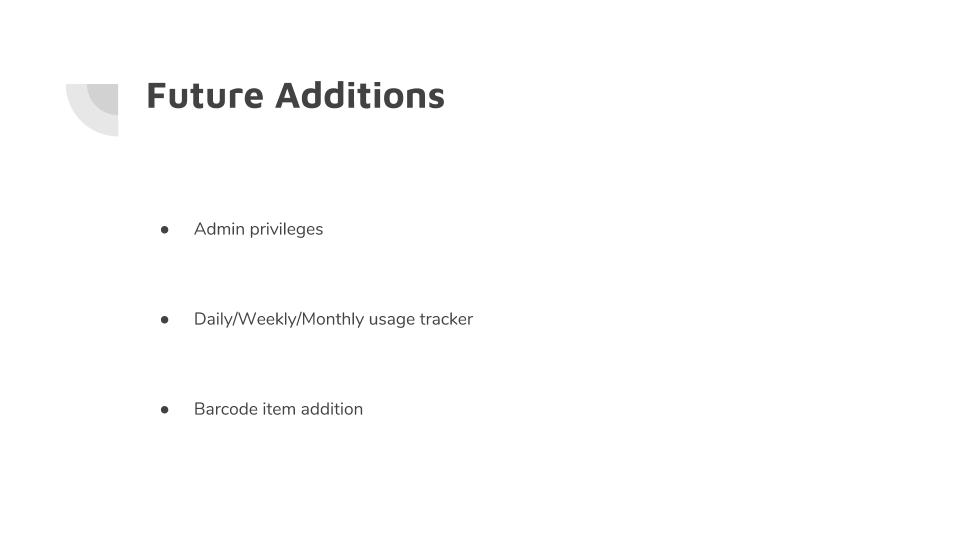 Future Additions
● Admin privileges
● Daily/Weekly/Monthly usage tracker
● Barcode item addition